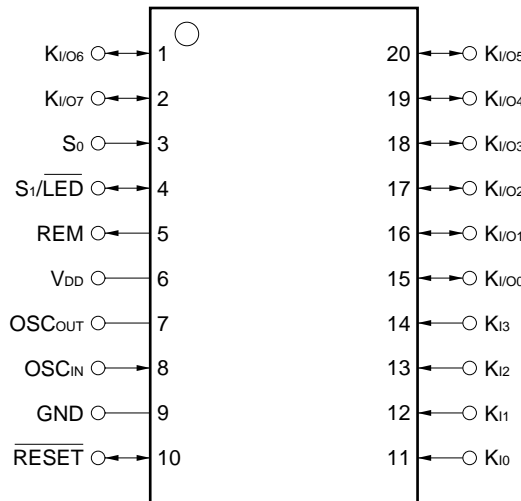 KI/O6 1 20 KI/O5
KI/O7 2 19 KI/O4
S0 3 18 KI/O3
S1/LED 4 17 KI/O2
REM 5 16 KI/O1
VDD 6 15 KI/O0
OSCOUT 7 14 KI3
OSCIN 8 13 KI2
GND 9 12 KI1
RESET 10 11 KI0